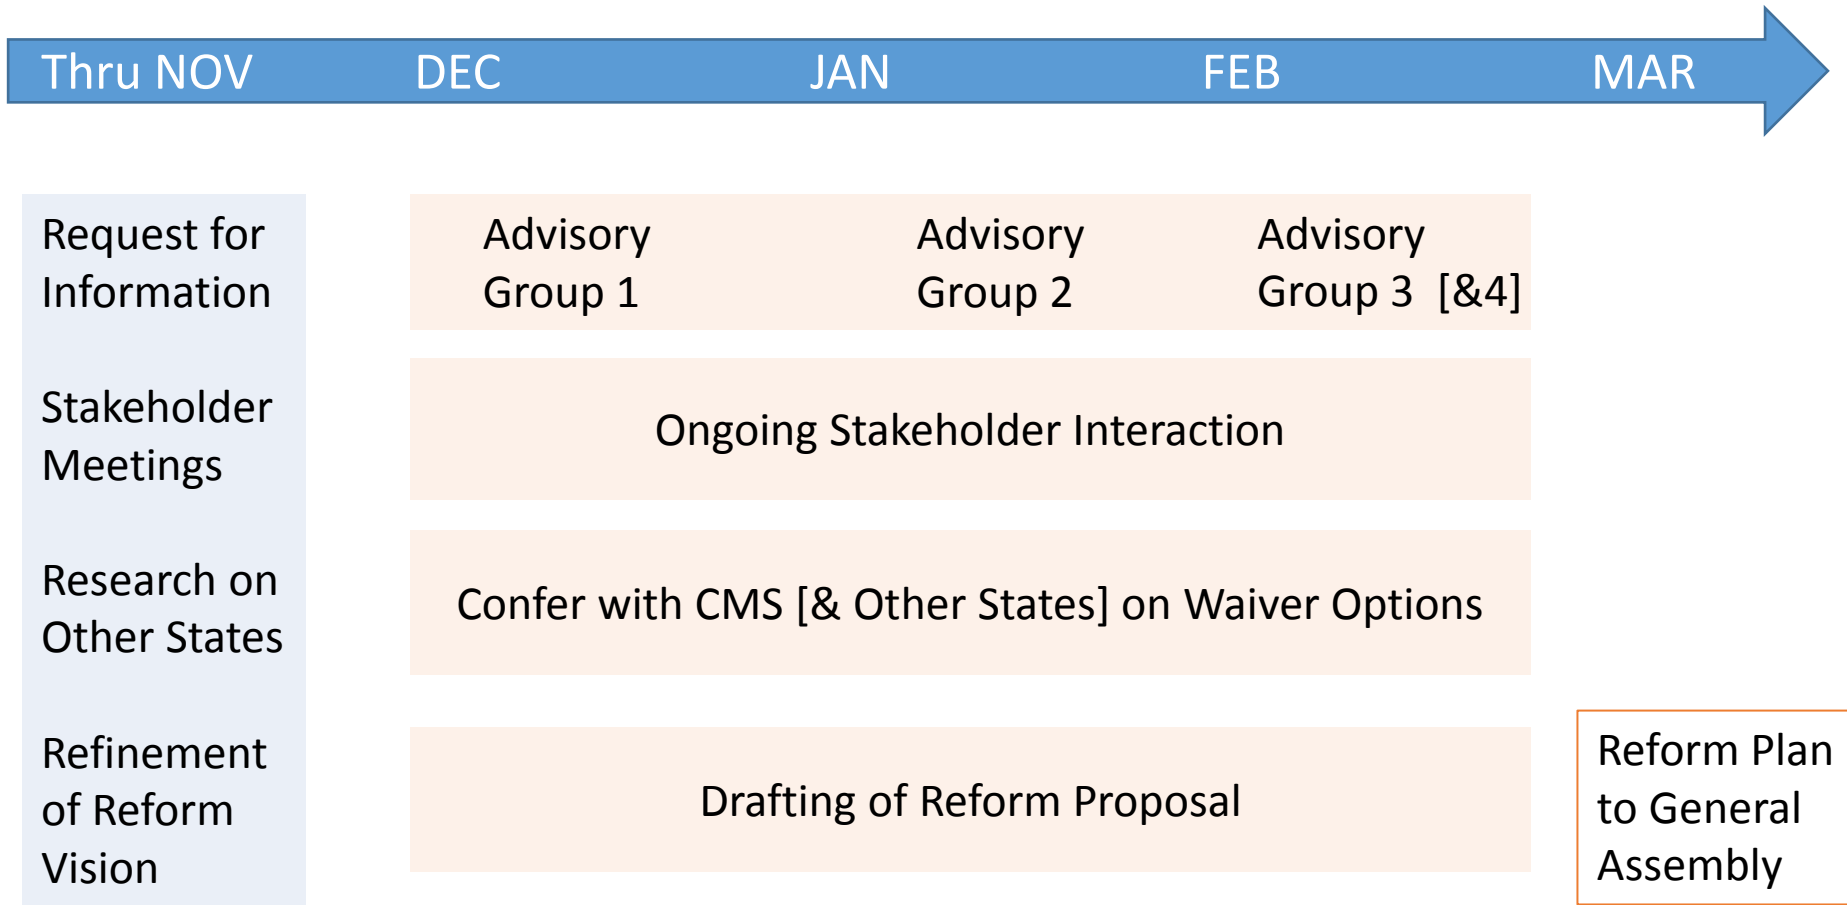 Thru NOV DEC JAN FEB MAR
Request for
Information
Stakeholder
Meetings
Research on
Other States
Refinement
of Reform
Vision
Advisory
Group 1
Advisory
Group 2
Advisory
Group 3 [&4]
Ongoing Stakeholder Interaction
Confer with CMS [& Other States] on Waiver Options
Drafting of Reform Proposal
Reform Plan
to General
Assembly